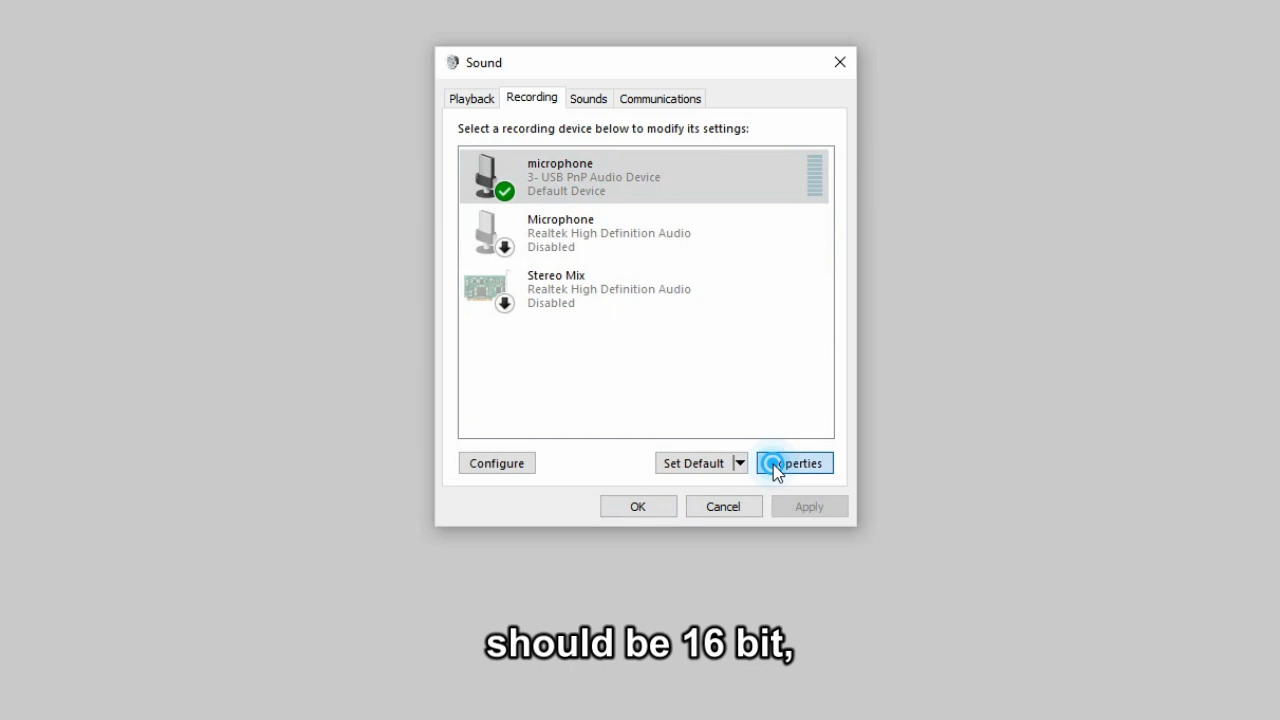 Sound
Playback Recording Sounds Communications
Select a recording device below to modify its settings:
microphone
3- USB PnP Audio Device
Default Device
Microphone
Realtek High Definition Audio
Disabled
Stereo Mix
Realtek High Definition Audio
Disabled
Configure Set Default Properties
OK Cancel Apply
should be 16 bit,